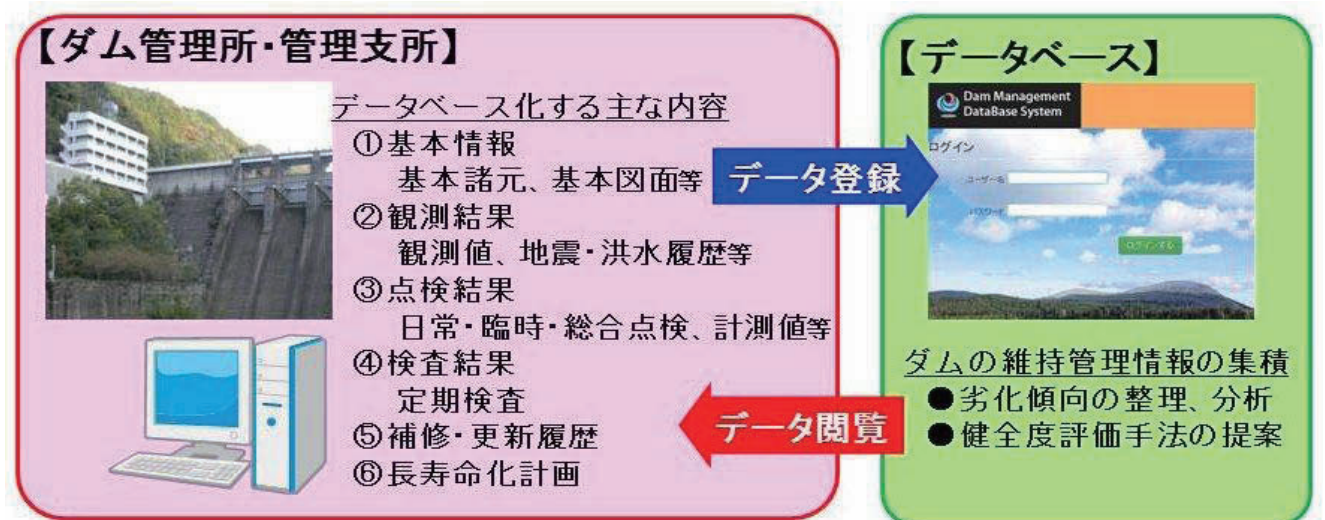 【ダム管理所・管理支所】
データベース化する主な内容
①基本情報
基本諸元、基本図面等
②観測結果
観測値、地震・洪水履歴等
③点検結果
日常・臨時・総合点検、計測値等
④検査結果
定期検査
⑤補修・更新履歴
⑥長寿命化計画
データ登録
データ閲覧
【データベース】
Dam Management
DataBase System
ログイン
ユーザー名
パスワード
ログインする
ダムの維持管理情報の集積
●劣化傾向の整理、分析
●健全度評価手法の提案